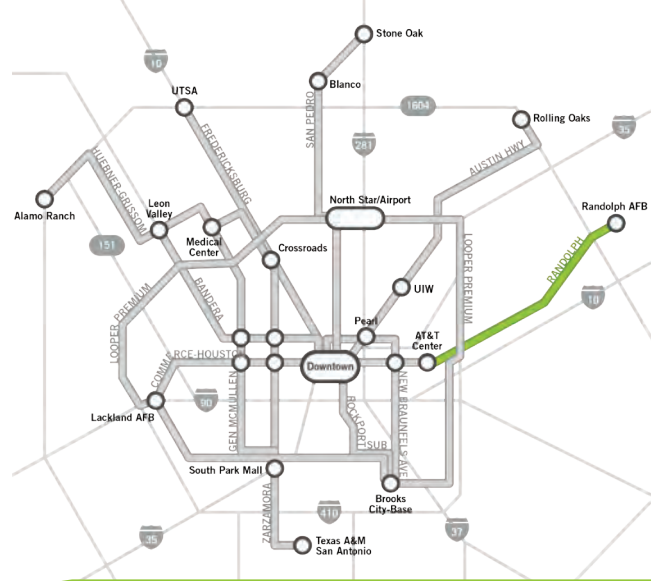 Stone Oak
10
Blanco
UTSA
1604
SAN PEDRO
FREDERICKSBURG
Rolling Oaks
35
281
AUSTIN HWY
HUEBNER-GRISSOM
Alamo Ranch
Leon
Valley
Medical
Center
North Star/Airport
Randolph AFB
151
Crossroads
LOOPER PREMIUM
RANDOLPH
BANDERA
UIW
10
LOOPER PREMIUM
Pearl
AT&T
Center
RCE-HOUSTON
COMM
Downtown
90
GEN MCMULLEN
ROCKPORT
NEW BRAUNFELS AVE
Lackland AFB
SUB
South Park Mall
Brooks
City-Base
ZARZAMORA
410
35
37
Texas A&M
San Antonio